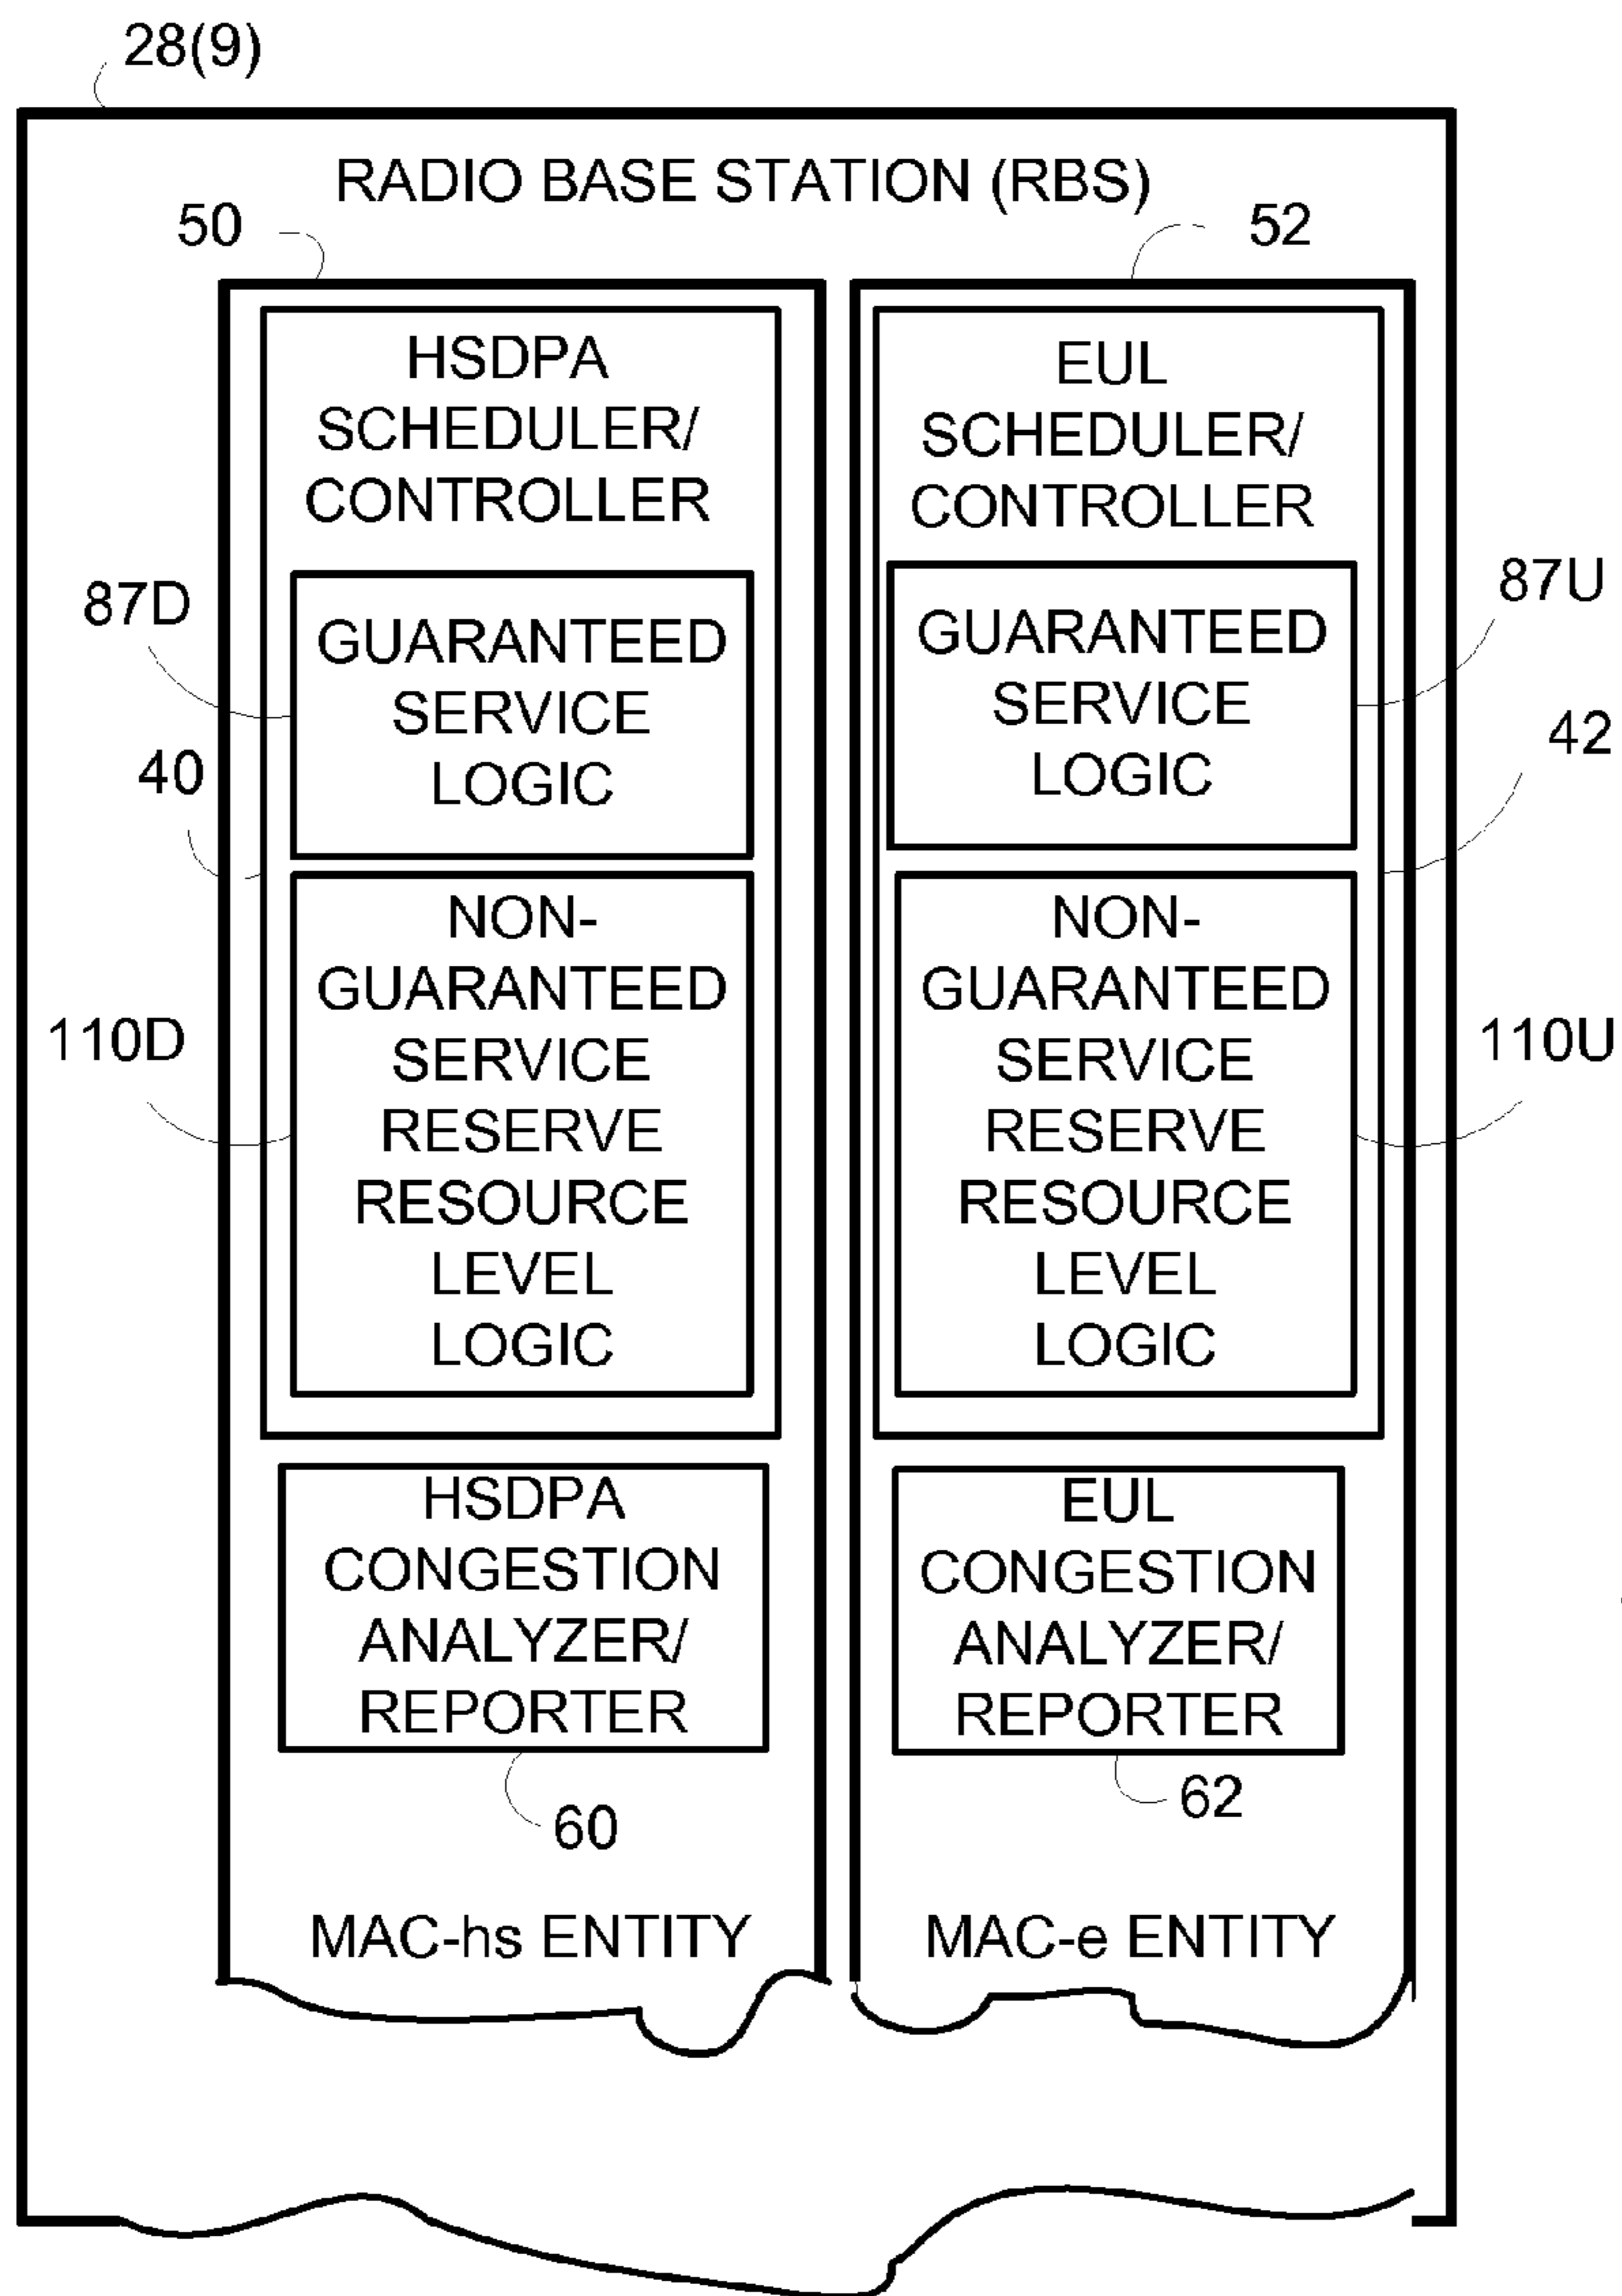 28(9)
RADIO BASE STATION (RBS)
50
52
HSDPA
SCHEDULER/
CONTROLLER
EUL
SCHEDULER/
CONTROLLER
87D
GUARANTEED
SERVICE
LOGIC
GUARANTEED
SERVICE
LOGIC
87U
40
42
110D
NON-
GUARANTEED
SERVICE
RESERVE
RESOURCE
LEVEL
LOGIC
NON-
GUARANTEED
SERVICE
RESERVE
RESOURCE
LEVEL
LOGIC
110U
HSDPA
CONGESTION
ANALYZER/
REPORTER
EUL
CONGESTION
ANALYZER/
REPORTER
60
62
MAC-hs ENTITY
MAC-e ENTITY